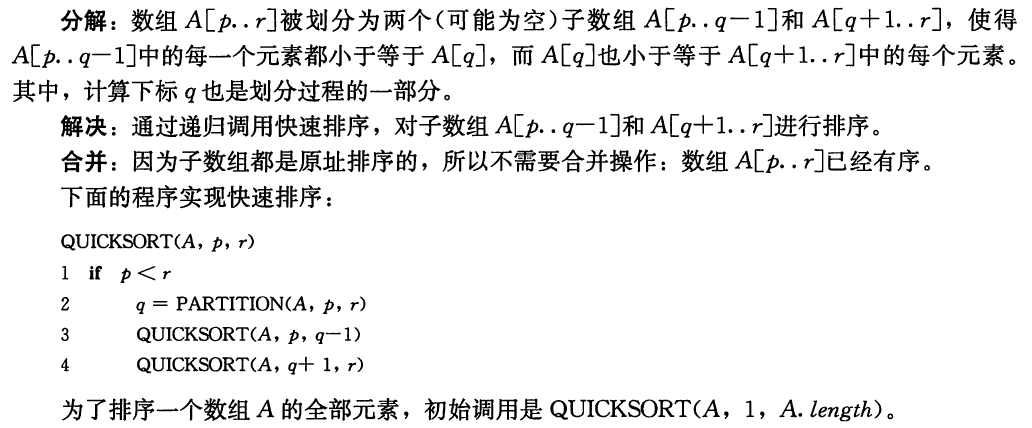 分解：数组 A[p..r]被划分为两个(可能为空)子数组 A[p..q－1]和 A[q＋1..r]，使得
A[p..q－1]中的每一个元素都小于等于 A[q]，而 A[q]也小于等于 A[q＋1..r]中的每个元素。
其中，计算下标 q 也是划分过程的一部分。
解决：通过递归调用快速排序，对子数组 A[p..q－1]和 A[q＋1..r]进行排序。
合并：因为子数组都是原址排序的，所以不需要合并操作：数组 A[p..r]已经有序。
下面的程序实现快速排序：
QUICKSORT(A, p, r)
1 if p < r
2 q = PARTITION(A, p, r)
3 QUICKSORT(A, p, q－1)
4 QUICKSORT(A, q＋1, r)
为了排序一个数组 A 的全部元素，初始调用是 QUICKSORT(A，1，A.length)。